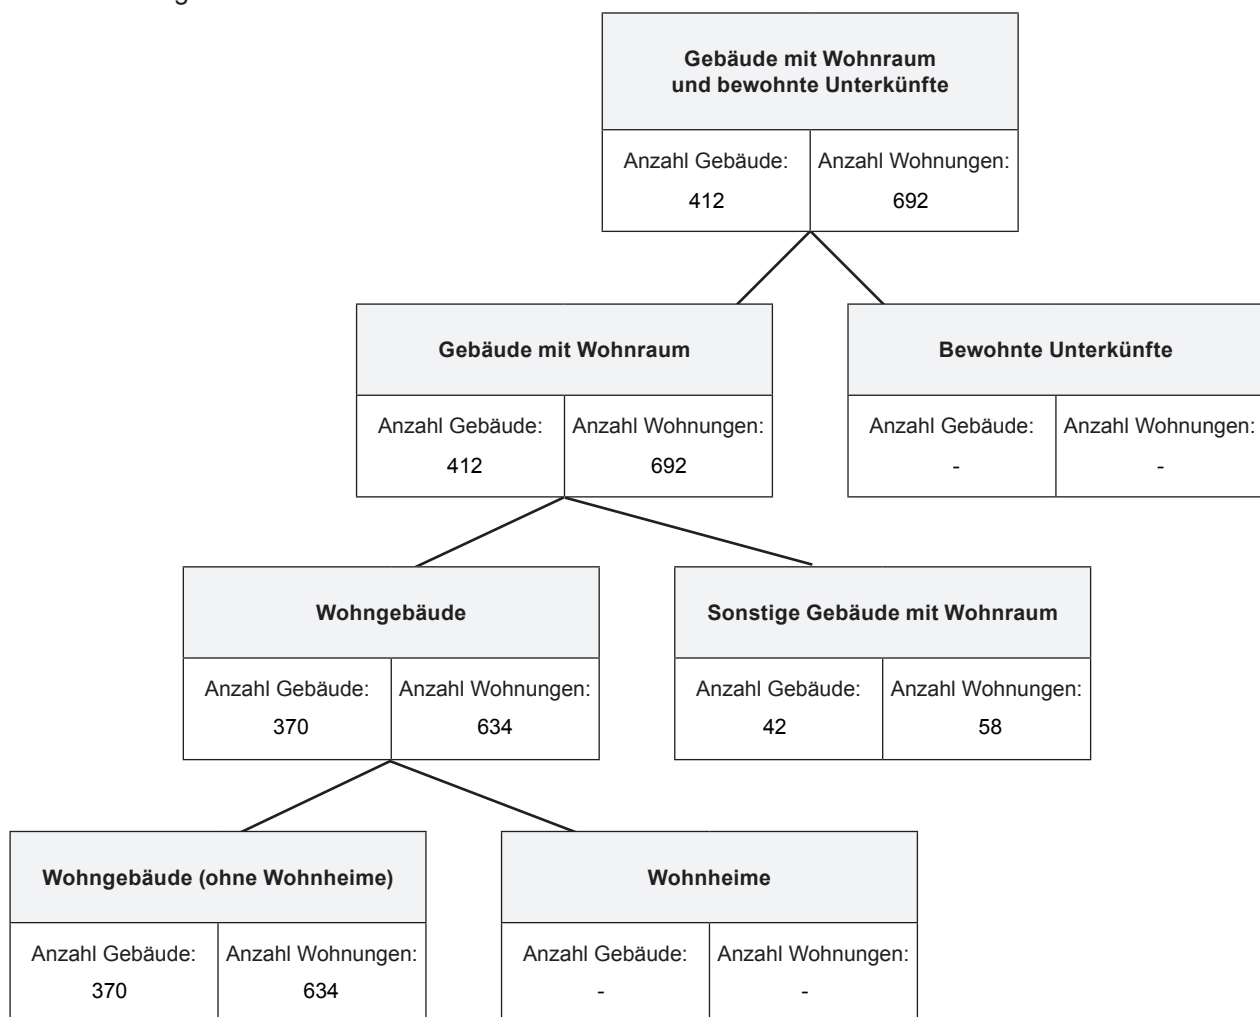 Gebäude mit Wohnraum
und bewohnte Unterkünfte
Anzahl Gebäude: Anzahl Wohnungen:
412 692
Gebäude mit Wohnraum
Anzahl Gebäude: Anzahl Wohnungen:
412 692
Bewohnte Unterkünfte
Anzahl Gebäude: Anzahl Wohnungen:
- -
Wohngebäude
Anzahl Gebäude: Anzahl Wohnungen:
370 634
Sonstige Gebäude mit Wohnraum
Anzahl Gebäude: Anzahl Wohnungen:
42 58
Wohngebäude (ohne Wohnheime)
Anzahl Gebäude: Anzahl Wohnungen:
370 634
Wohnheime
Anzahl Gebäude: Anzahl Wohnungen:
- -